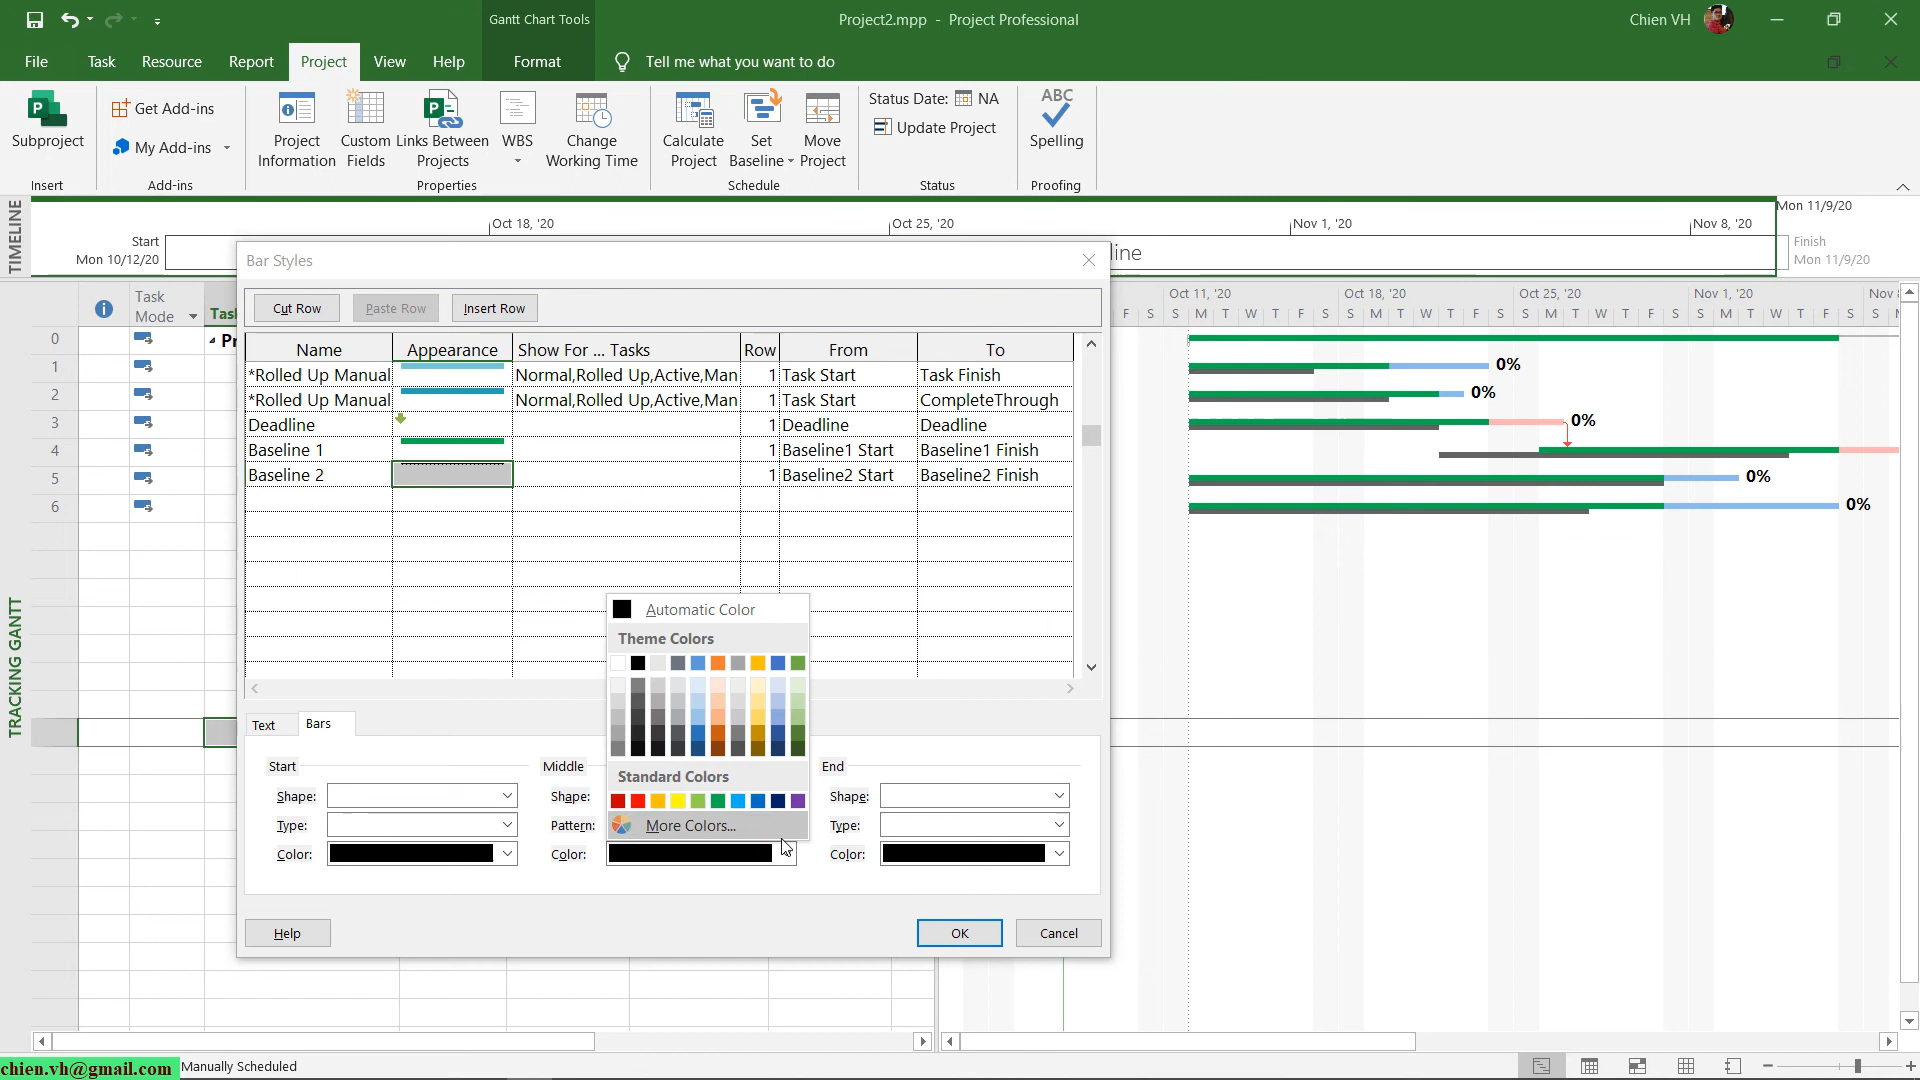 Gantt Chart Tools
Project2.mpp - Project Professional
Chien VH
File
Task
Resource
Report
Project
View
Help
Format
Tell me what you want to do
Subproject
Get Add-ins
My Add-ins
Project
Information
Custom
Fields
Links Between
Projects
WBS
Change
Working Time
Calculate
Project
Set
Baseline
Move
Project
Status Date: NA
Update Project
ABC
Spelling
Insert
Add-ins
Properties
Schedule
Status
Proofing
TIMELINE
Oct 18, '20
Oct 25, '20
Nov 1, '20
Nov 8, '20
Mon 11/9/20
Start
Mon 10/12/20
line
Finish
Mon 11/9/20
Bar Styles
Cut Row
Paste Row
Insert Row
Name Appearance Show For ... Tasks Row From To
*Rolled Up Manual Normal,Rolled Up,Active,Man 1 Task Start Task Finish
*Rolled Up Manual Normal,Rolled Up,Active,Man 1 Task Start CompleteThrough
Deadline 1 Deadline Deadline
Baseline 1 1 Baseline1 Start Baseline1 Finish
Baseline 2 1 Baseline2 Start Baseline2 Finish
Automatic Color
Theme Colors
Standard Colors
More Colors...
Text
Bars
Start
Middle
End
Shape:
Shape:
Shape:
Type:
Pattern:
Type:
Color:
Color:
Color:
Help
OK
Cancel
Task
Mode
Tas
0
Pr
1
2
3
4
5
6
TRACKING GANTT
Oct 11, '20
Oct 18, '20
Oct 25, '20
Nov 1, '20
Nov
F S S M T W T F S S M T W T F S S M T W T F S S M T W T F S S M
0%
0%
0%
0%
0%
chien.vh@gmail.com
Manually Scheduled